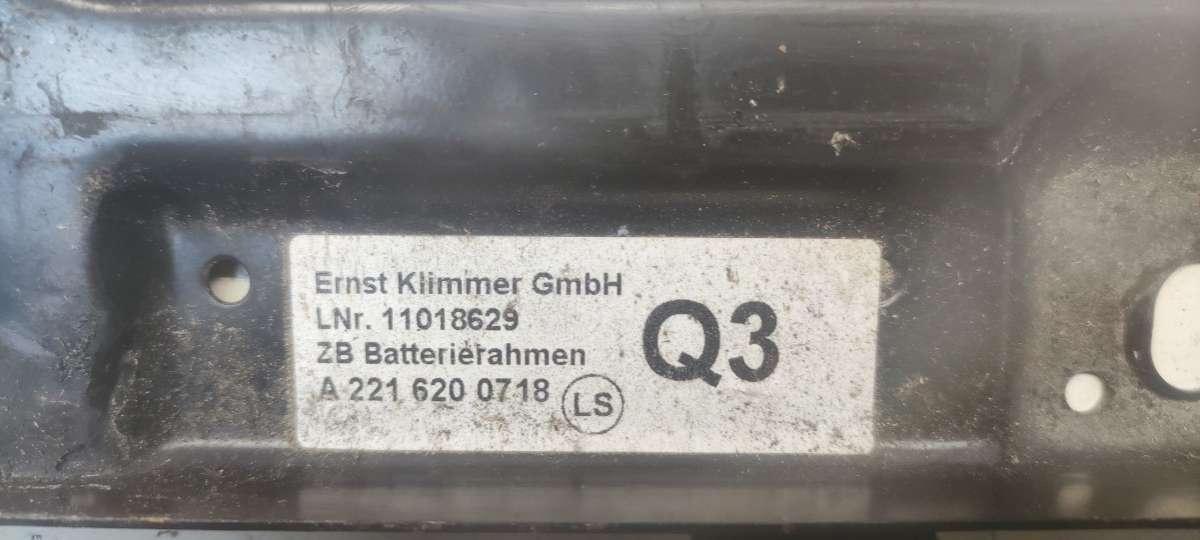 Ernst Klimmer GmbH
LNr. 11018629
ZB Batterierahmen
A 221 620 0718
LS
Q3